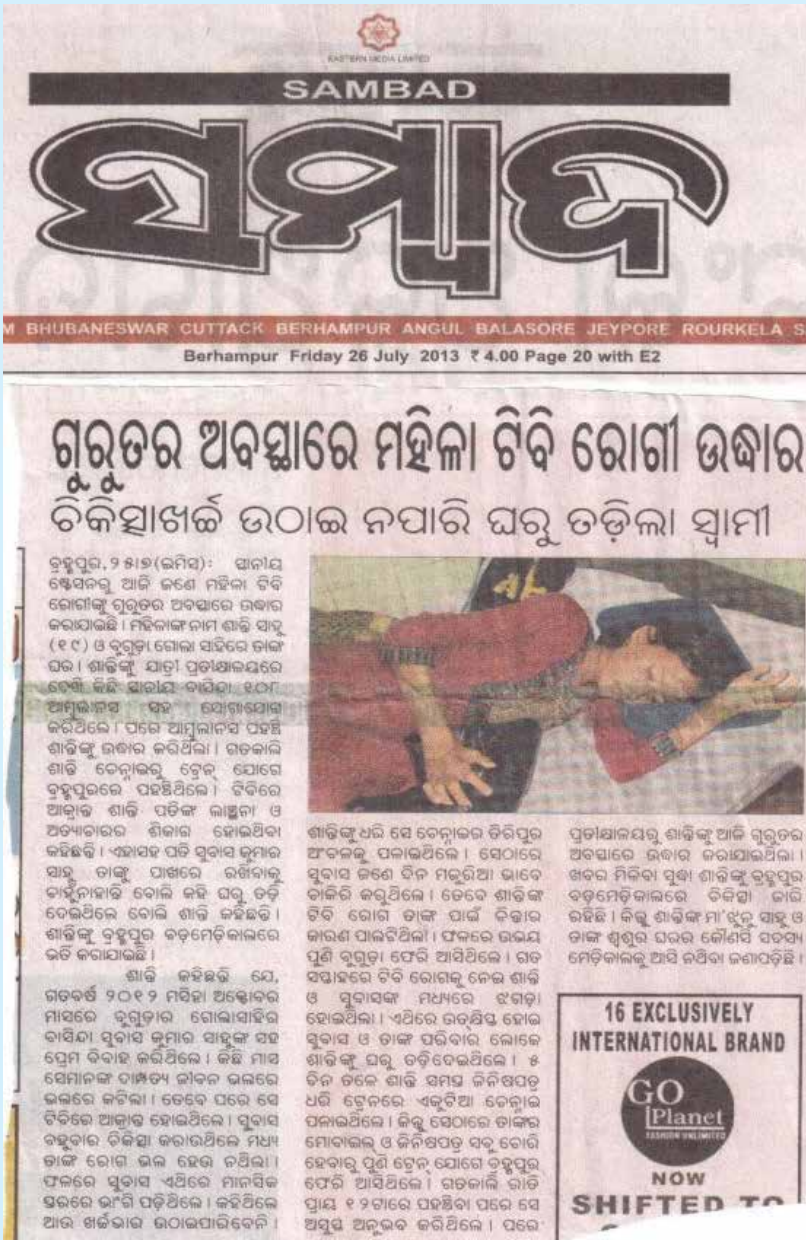 EASTERN MEDIA LIMITED
SAMBAD
ସମ୍ବାଦ
M BHUBANESWAR CUTTACK BERHAMPUR ANGUL BALASORE JEYPORE ROURKELA S
Berhampur Friday 26 July 2013 ₹ 4.00 Page 20 with E2
ଗୁରୁତର ଅବସ୍ଥାରେ ମହିଳା ଟିବି ରୋଗୀ ଉଦ୍ଧାର
ଚିକିତ୍ସାଖର୍ଚ୍ଚ ଉଠାଇ ନପାରି ଘରୁ ତଡ଼ିଲା ସ୍ୱାମୀ
ବ୍ରହ୍ମପୁର,୨୫।୭(ଇମିସ): ସ୍ଥାନୀୟ
ଷ୍ଟେସନରୁ ଆଜି ଜଣେ ମହିଳା ଟିବି
ରୋଗୀଙ୍କୁ ଗୁରୁତର ଅବସ୍ଥାରେ ଉଦ୍ଧାର
କରାଯାଇଛି । ମହିଳାଙ୍କ ନାମ ଶାନ୍ତି ସାହୁ
(୧୯) ଓ ବୁଗୁଡ଼ା ଗୋଲା ସାହିରେ ତାଙ୍କ
ଘର । ଶାନ୍ତିଙ୍କୁ ଯାତ୍ରୀ ପ୍ରତୀକ୍ଷାଳୟରେ
ଦେଖି କିଛି ସ୍ଥାନୀୟ ବାସିନ୍ଦା ୧୦୮
ଆମ୍ବୁଲାନସ ସହ ଯୋଗାଯୋଗ
କରିଥିଲେ । ପରେ ଆମ୍ବୁଲାନସ ପହଞ୍ଚି
ଶାନ୍ତିଙ୍କୁ ଉଦ୍ଧାର କରିଥିଲା । ଗତକାଲି
ଶାନ୍ତି ଚେନ୍ନାଇରୁ ଟ୍ରେନ୍ ଯୋଗେ
ବ୍ରହ୍ମପୁରରେ ପହଞ୍ଚିଥିଲେ । ଟିବିରେ
ଆକ୍ରାନ୍ତ ଶାନ୍ତି ପତିଙ୍କ ଲାଞ୍ଛନା ଓ
ଅତ୍ୟାଚାରର ଶିକାର ହୋଇଥିବା
କହିଛନ୍ତି । ଏହାସହ ପତି ସୁବାସ କୁମାର
ସାହୁ ତାଙ୍କୁ ପାଖରେ ରଖିବାକୁ
ଚାହୁଁନାହାନ୍ତି ବୋଲି କହି ଘରୁ ତଡ଼ି
ଦେଇଥିଲେ ବୋଲି ଶାନ୍ତି କହିଛନ୍ତି ।
ଶାନ୍ତିଙ୍କୁ ବ୍ରହ୍ମପୁର ବଡ଼ମେଡ଼ିକାଲରେ
ଭର୍ତି କରାଯାଇଛି ।
ଶାନ୍ତି କହିଛନ୍ତି ଯେ,
ଗତବର୍ଷ ୨୦୧୨ ମସିହା ଅକ୍ଟୋବର
ମାସରେ ବୁଗୁଡ଼ାର ଗୋଲାସାହିର
ବାସିନ୍ଦା ସୁବାସ କୁମାର ସାହୁଙ୍କ ସହ
ପ୍ରେମ ବିବାହ କରିଥିଲେ । କିଛି ମାସ
ସେମାନଙ୍କ ଦାମ୍ପତ୍ୟ ଜୀବନ ଭଲରେ
ଭଲରେ କଟିଲା । ତେବେ ପରେ ସେ
ଟିବିରେ ଆକ୍ରାନ୍ତ ହୋଇଥିଲେ । ସୁବାସ
ବହୁବାର ଚିକିତ୍ସା କରାଉଥିଲେ ମଧ୍ୟ
ତାଙ୍କ ରୋଗ ଭଲ ହେଉ ନଥିଲା ।
ଫଳରେ ସୁବାସ ଏଥିରେ ମାନସିକ
ସ୍ତରରେ ଭାଂଗି ପଡ଼ିଥିଲେ । କହିଥିଲେ
ଆଉ ଖର୍ଚ୍ଚଭାର ଉଠାଇପାରିବେନି ।
ଶାନ୍ତିଙ୍କୁ ଧରି ସେ ଚେନ୍ନାଇର ତିରିପୁର
ଅଂଚଳକୁ ପଳାଇଥିଲେ । ସେଠାରେ
ସୁବାସ ଜଣେ ଦିନ ମଜୁରିଆ ଭାବେ
ଚାକିରି କରୁଥିଲେ । ତେବେ ଶାନ୍ତିଙ୍କ
ଟିବି ରୋଗ ତାଙ୍କ ପାଇଁ ଚିନ୍ତାର
କାରଣ ପାଲଟିଥିଲା । ଫଳରେ ଉଭୟ
ପୁଣି ବୁଗୁଡ଼ା ଫେରି ଆସିଥିଲେ । ଗତ
ସପ୍ତାହରେ ଟିବି ରୋଗକୁ ନେଇ ଶାନ୍ତି
ଓ ସୁବାସଙ୍କ ମଧ୍ୟରେ ଝଗଡ଼ା
ହୋଇଥିଲା । ଏଥିରେ ଉତ୍କ୍ଷିପ୍ତ ହୋଇ
ସୁବାସ ଓ ତାଙ୍କ ପରିବାର ଲୋକେ
ଶାନ୍ତିଙ୍କୁ ଘରୁ ତଡ଼ିଦେଇଥିଲେ । ୫
ଦିନ ତଳେ ଶାନ୍ତି ସମସ୍ତ ଜିନିଷପତ୍ର
ଧରି ଟ୍ରେନରେ ଏକୁଟିଆ ଚେନ୍ନାଇ
ପଳାଇଥିଲେ । କିନ୍ତୁ ସେଠାରେ ତାଙ୍କର
ମୋବାଇଲ୍ ଓ ଜିନିଷପତ୍ର ସବୁ ଚୋରି
ହେବାରୁ ପୁଣି ଟ୍ରେନ୍ ଯୋଗେ ବ୍ରହ୍ମପୁର
ଫେରି ଆସିଥିଲେ । ଗତକାଲି ରାତି
ପ୍ରାୟ ୧୨ଟାରେ ପହଞ୍ଚିବା ପରେ ସେ
ଅସୁସ୍ଥ ଅନୁଭବ କରିଥିଲେ । ପରେ
ପ୍ରତୀକ୍ଷାଳୟରୁ ଶାନ୍ତିଙ୍କୁ ଆଜି ଗୁରୁତର
ଅବସ୍ଥାରେ ଉଦ୍ଧାର କରାଯାଇଥିଲା ।
ଖବର ମିଳିବା ସୁଦ୍ଧା ଶାନ୍ତିଙ୍କୁ ବ୍ରହ୍ମପୁର
ବଡ଼ମେଡ଼ିକାଲରେ ଚିକିତ୍ସା ଜାରି
ରହିଛି । କିନ୍ତୁ ଶାନ୍ତିଙ୍କ ମା'ଝୁନୁ ସାହୁ ଓ
ତାଙ୍କ ଶ୍ୱଶୁର ଘରର କୌଣସି ସଦସ୍ୟ
ମେଡ଼ିକାଲକୁ ଆସି ନଥିବା ଜଣାପଡ଼ିଛି ।
16 EXCLUSIVELY
INTERNATIONAL BRAND
GO
Planet
FASHION UNLIMITED
NOW
SHIFTED TO